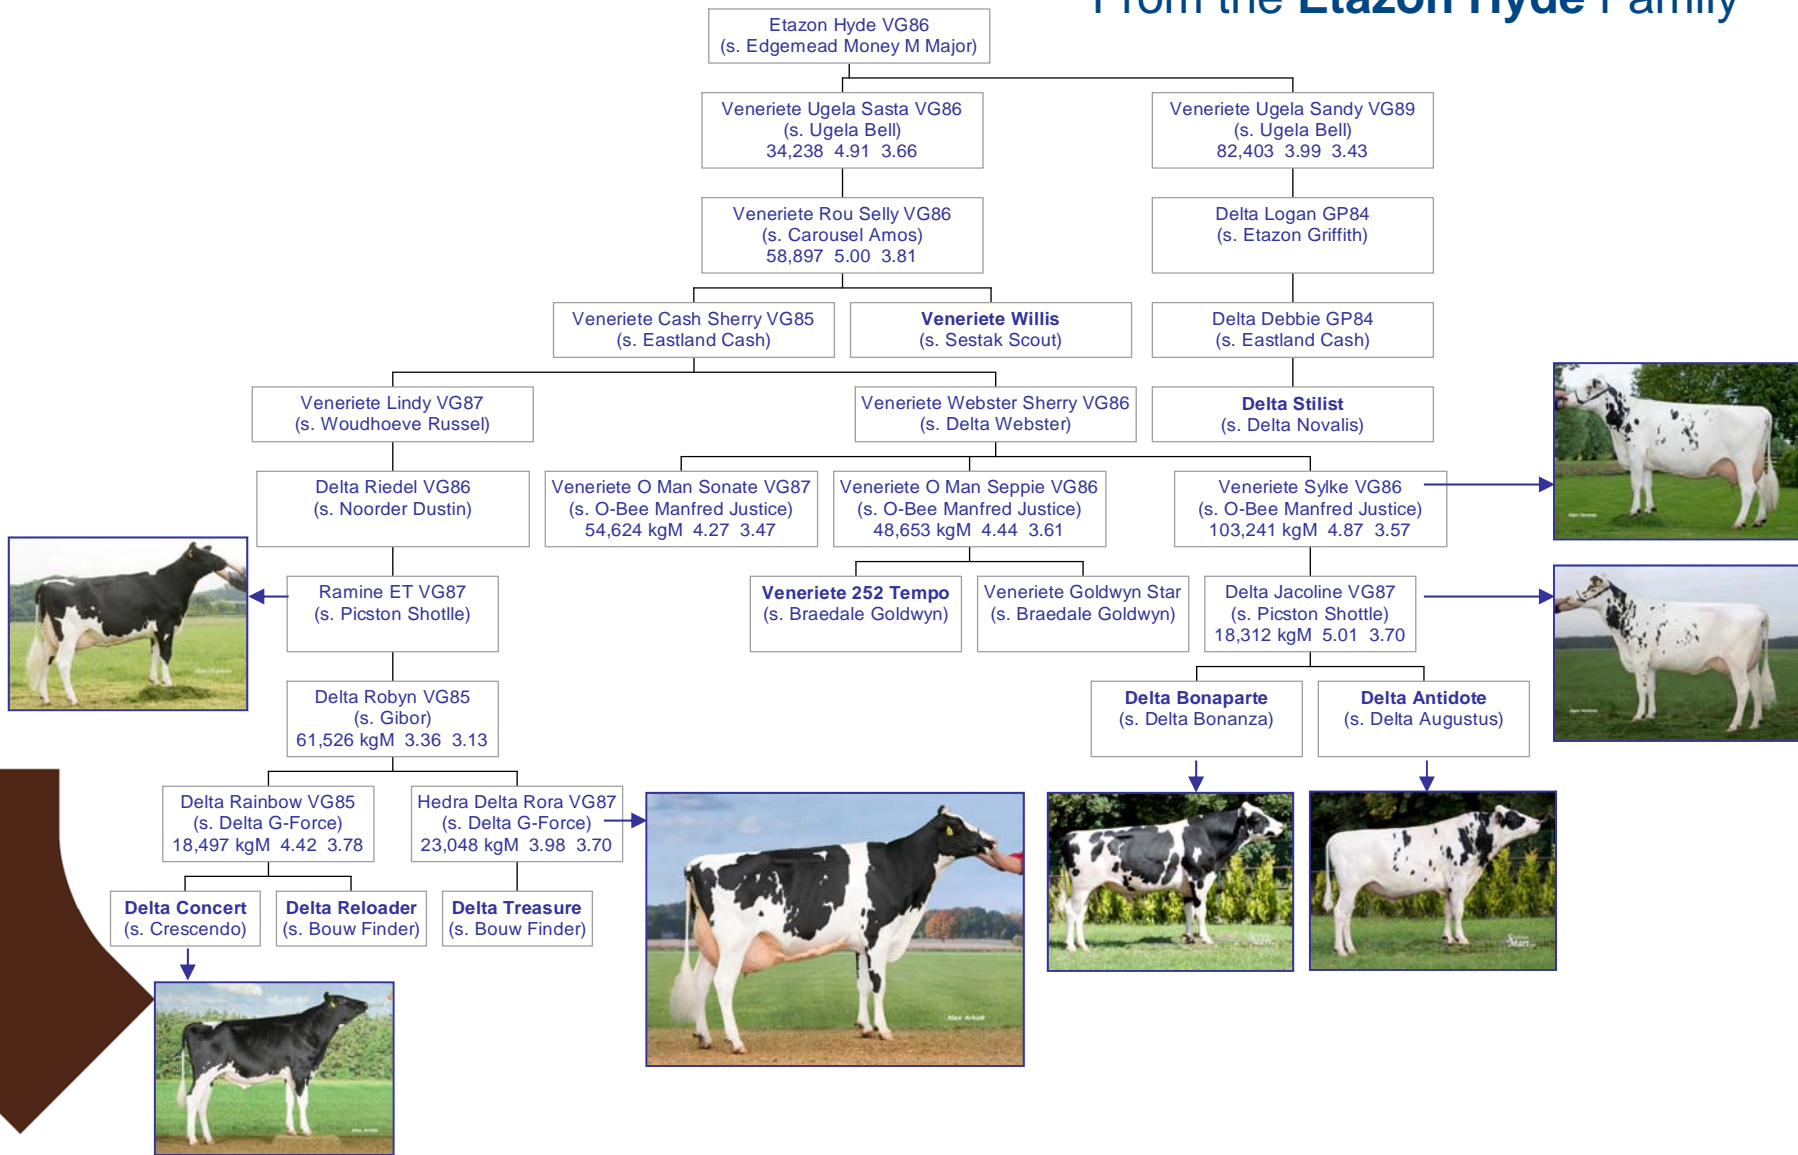 From the Etazon Hyde Family
Etazon Hyde VG86
(s. Edgemead Money M Major)
Veneriete Ugela Sasta VG86
(s. Ugela Bell)
34,238 4.91 3.66
Veneriete Ugela Sandy VG89
(s. Ugela Bell)
82,403 3.99 3.43
Veneriete Rou Selly VG86
(s. Carousel Amos)
58,897 5.00 3.81
Delta Logan GP84
(s. Etazon Griffith)
Veneriete Cash Sherry VG85
(s. Eastland Cash)
Veneriete Willis
(s. Sestak Scout)
Delta Debbie GP84
(s. Eastland Cash)
Veneriete Lindy VG87
(s. Woudhoeve Russel)
Veneriete Webster Sherry VG86
(s. Delta Webster)
Delta Stilist
(s. Delta Novalis)
Delta Riedel VG86
(s. Noorder Dustin)
Veneriete O Man Sonate VG87
(s. O-Bee Manfred Justice)
54,624 kgM 4.27 3.47
Veneriete O Man Seppie VG86
(s. O-Bee Manfred Justice)
48,653 kgM 4.44 3.61
Veneriete Sylke VG86
(s. O-Bee Manfred Justice)
103,241 kgM 4.87 3.57
Ramine ET VG87
(s. Picston Shotlle)
Veneriete 252 Tempo
(s. Braedale Goldwyn)
Veneriete Goldwyn Star
(s. Braedale Goldwyn)
Delta Jacoline VG87
(s. Picston Shottle)
18,312 kgM 5.01 3.70
Delta Robyn VG85
(s. Gibor)
61,526 kgM 3.36 3.13
Delta Bonaparte
(s. Delta Bonanza)
Delta Antidote
(s. Delta Augustus)
Delta Rainbow VG85
(s. Delta G-Force)
18,497 kgM 4.42 3.78
Hedra Delta Rora VG87
(s. Delta G-Force)
23,048 kgM 3.98 3.70
Delta Concert
(s. Crescendo)
Delta Reloader
(s. Bouw Finder)
Delta Treasure
(s. Bouw Finder)
Alex Arkink